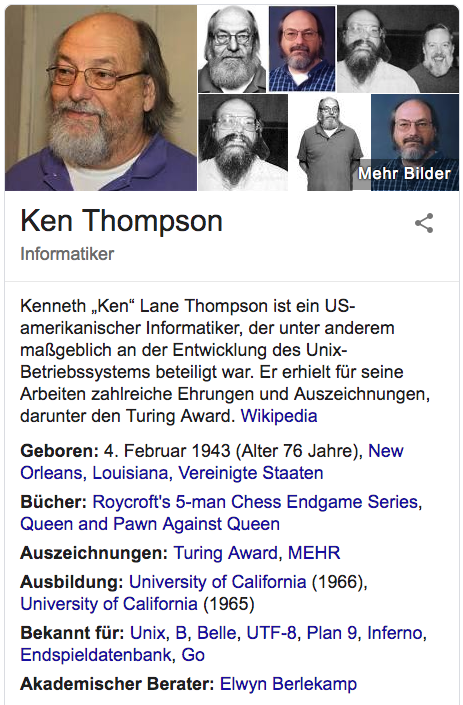 Mehr Bilder
Ken Thompson
Informatiker
Kenneth „Ken“ Lane Thompson ist ein US-
amerikanischer Informatiker, der unter anderem
maßgeblich an der Entwicklung des Unix-
Betriebssystems beteiligt war. Er erhielt für seine
Arbeiten zahlreiche Ehrungen und Auszeichnungen,
darunter den Turing Award. Wikipedia
Geboren: 4. Februar 1943 (Alter 76 Jahre), New
Orleans, Louisiana, Vereinigte Staaten
Bücher: Roycroft's 5-man Chess Endgame Series,
Queen and Pawn Against Queen
Auszeichnungen: Turing Award, MEHR
Ausbildung: University of California (1966),
University of California (1965)
Bekannt für: Unix, B, Belle, UTF-8, Plan 9, Inferno,
Endspieldatenbank, Go
Akademischer Berater: Elwyn Berlekamp